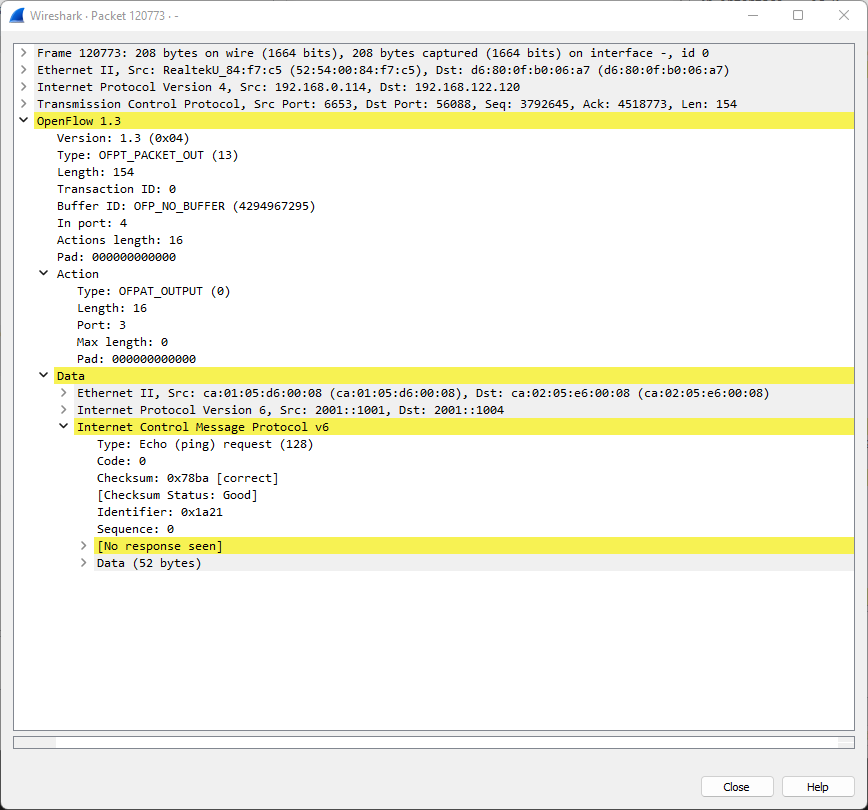 Wireshark · Packet 120773 · -
Frame 120773: 208 bytes on wire (1664 bits), 208 bytes captured (1664 bits) on interface -, id 0
Ethernet II, Src: RealtekU_84:f7:c5 (52:54:00:84:f7:c5), Dst: d6:80:0f:b0:06:a7 (d6:80:0f:b0:06:a7)
Internet Protocol Version 4, Src: 192.168.0.114, Dst: 192.168.122.120
Transmission Control Protocol, Src Port: 6653, Dst Port: 56088, Seq: 3792645, Ack: 4518773, Len: 154
OpenFlow 1.3
Version: 1.3 (0x04)
Type: OFPT_PACKET_OUT (13)
Length: 154
Transaction ID: 0
Buffer ID: OFP_NO_BUFFER (4294967295)
In port: 4
Actions length: 16
Pad: 000000000000
Action
Type: OFPAT_OUTPUT (0)
Length: 16
Port: 3
Max length: 0
Pad: 000000000000
Data
Ethernet II, Src: ca:01:05:d6:00:08 (ca:01:05:d6:00:08), Dst: ca:02:05:e6:00:08 (ca:02:05:e6:00:08)
Internet Protocol Version 6, Src: 2001::1001, Dst: 2001::1004
Internet Control Message Protocol v6
Type: Echo (ping) request (128)
Code: 0
Checksum: 0x78ba [correct]
[Checksum Status: Good]
Identifier: 0x1a21
Sequence: 0
[No response seen]
Data (52 bytes)
Close Help